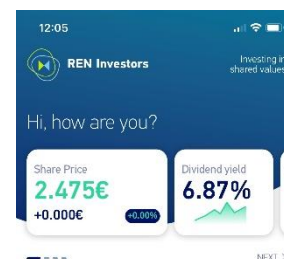 12:05
REN Investors
Investing in
shared values
Hi, how are you?
Share Price
2.475€
+0.000€
+0.00%
Dividend yield
6.87%
NEXT